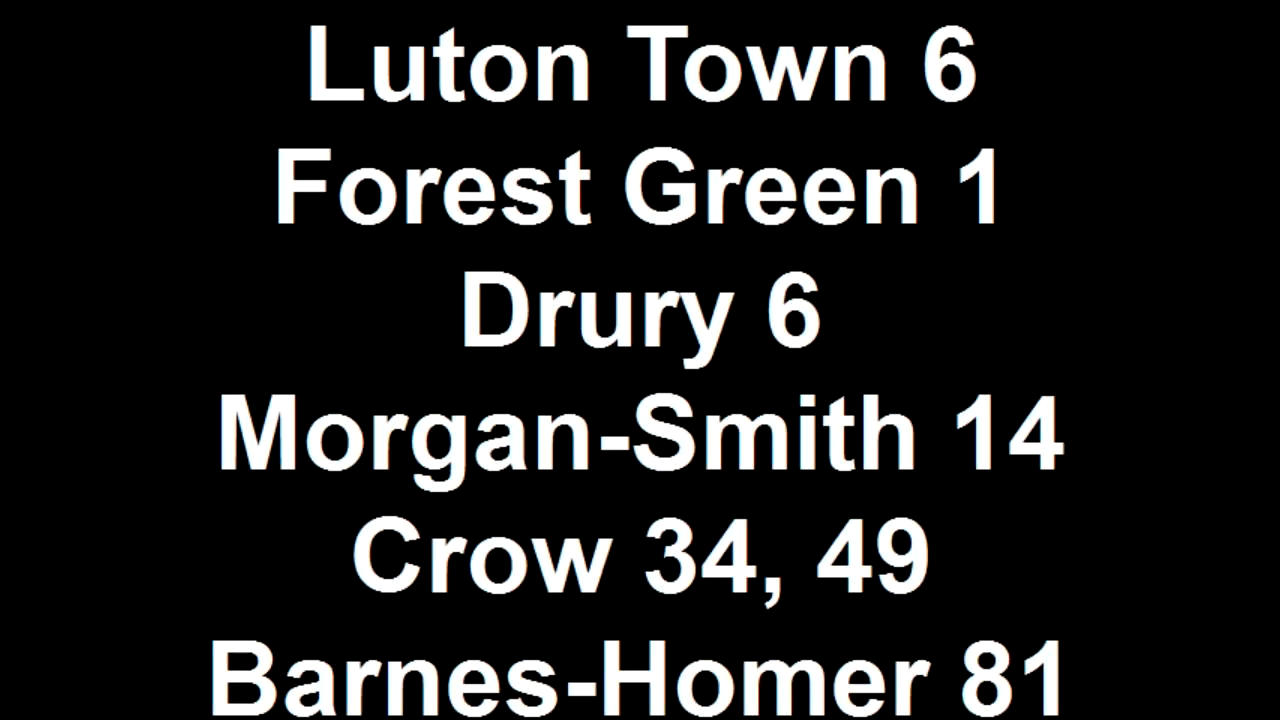 Luton Town 6
Forest Green 1
Drury 6
Morgan-Smith 14
Crow 34, 49
Barnes-Homer 81